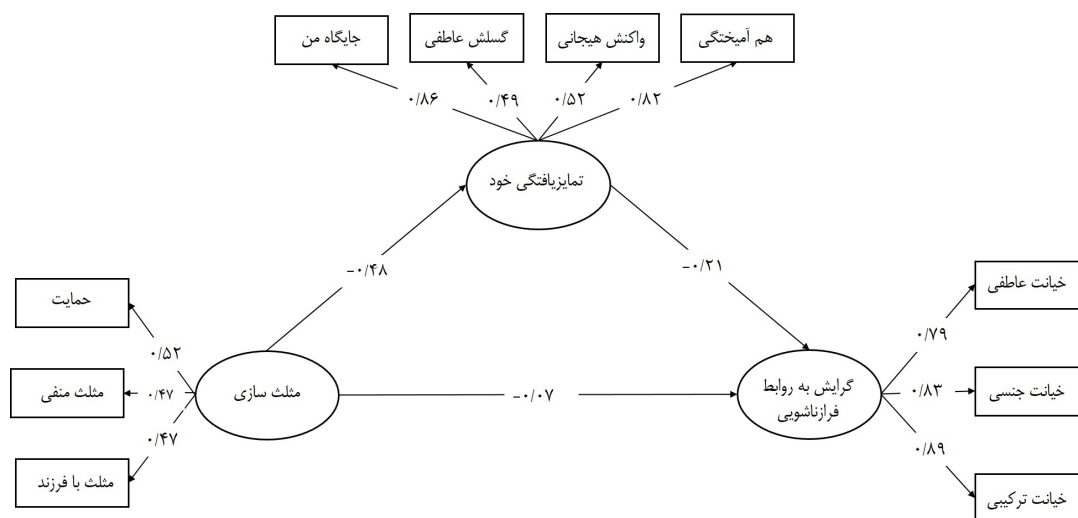 هم آمیختگی
واکنش هیجانی
گسلش عاطفی
جایگاه من
۰/۸۲
۰/۵۲
۰/۴۹
۰/۸۶
تمایزیافتگی خود
-۰/۲۱
-۰/۴۸
خیانت عاطفی
۰/۷۹
خیانت جنسی
۰/۸۳
خیانت ترکیبی
۰/۸۹
گرایش به روابط
فرازناشویی
-۰/۰۷
مثلث سازی
۰/۵۲
حمایت
۰/۴۷
مثلث منفی
۰/۴۷
مثلث با فرزند